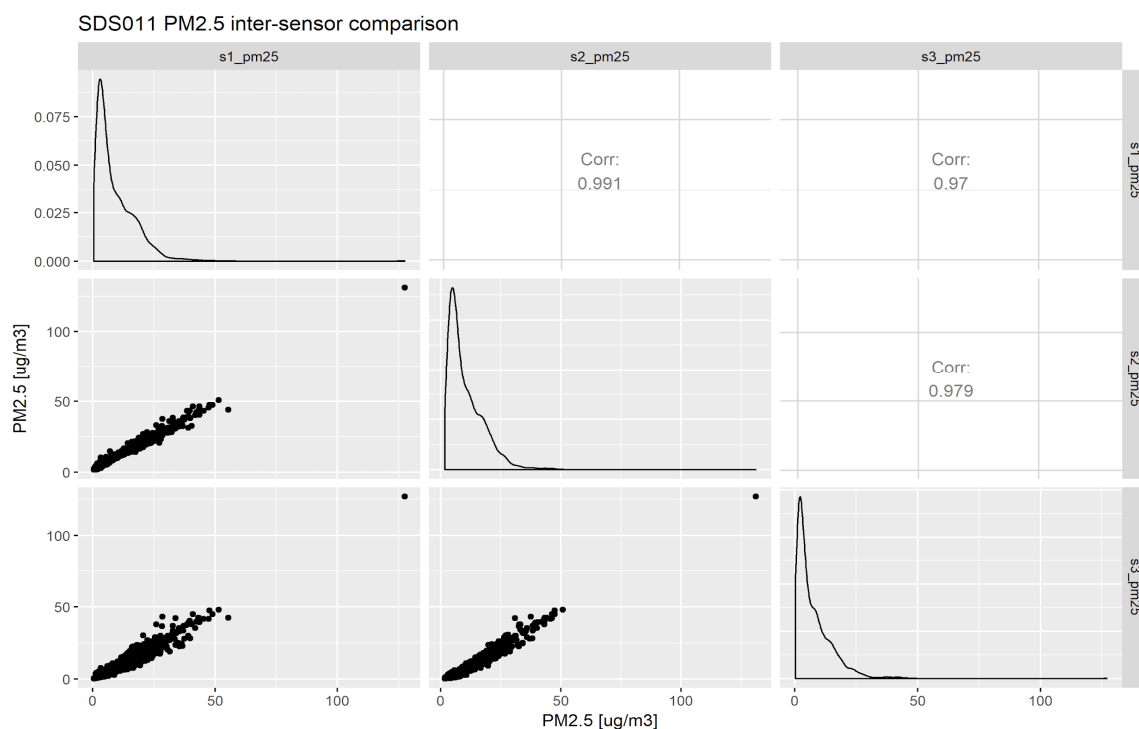 SDS011 PM2.5 inter-sensor comparison
s1_pm25 s2_pm25 s3_pm25
0.075
0.050
0.025
0.000
Corr:
0.991
Corr:
0.97
s1_pm25
100
50
0
Corr:
0.979
s2_pm25
100
50
0
s3_pm25
0 50 100 0 50 100 0 50 100
PM2.5 [ug/m3]
PM2.5 [ug/m3]